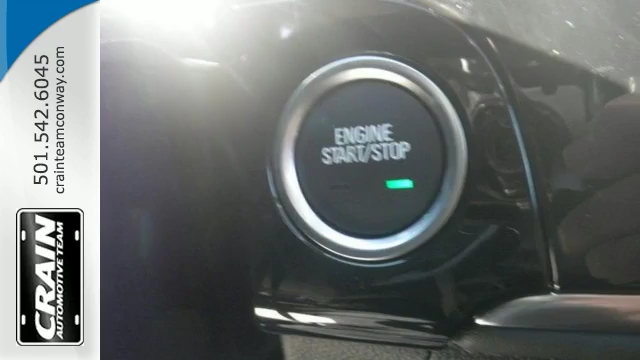 501.542.6045
crainteamconway.com
CRAIN
AUTOMOTIVE TEAM
ENGINE
START/STOP